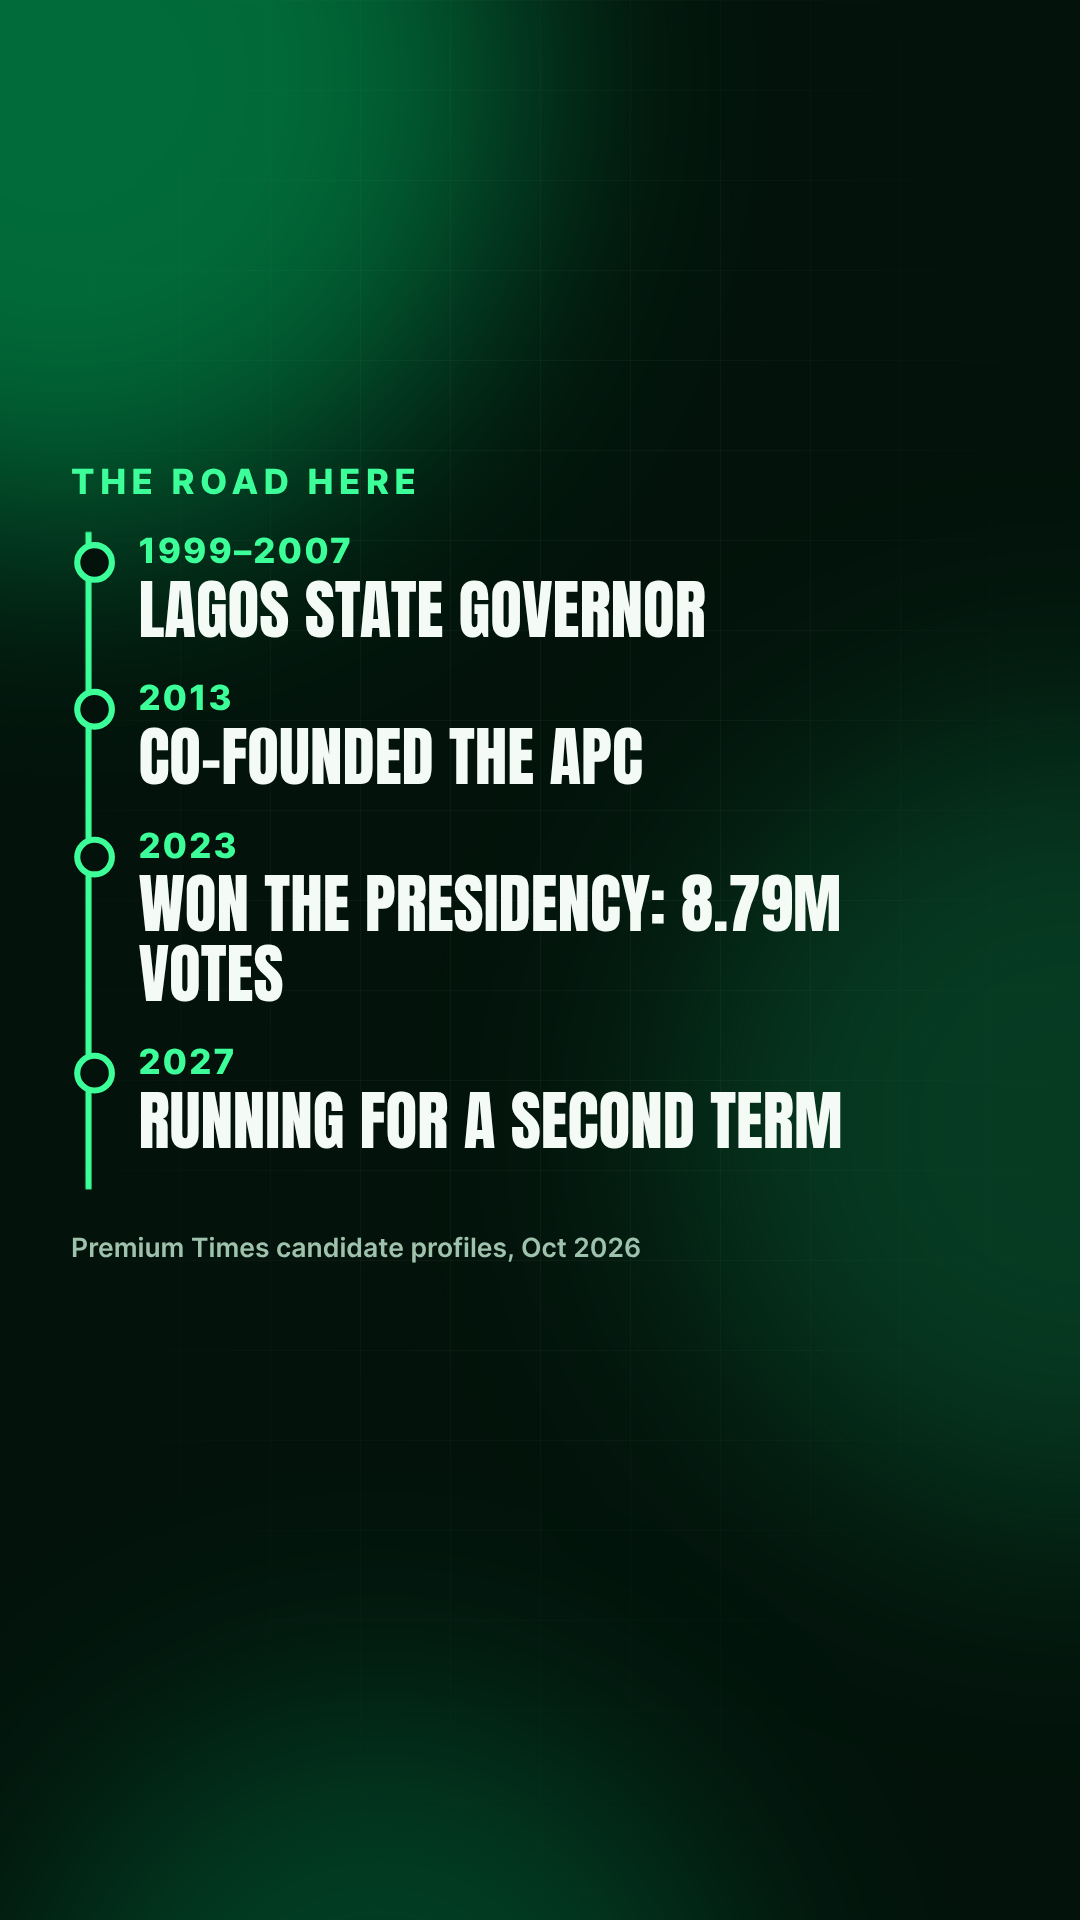 THE ROAD HERE
1999–2007
LAGOS STATE GOVERNOR
2013
CO-FOUNDED THE APC
2023
WON THE PRESIDENCY: 8.79M
VOTES
2027
RUNNING FOR A SECOND TERM
Premium Times candidate profiles, Oct 2026